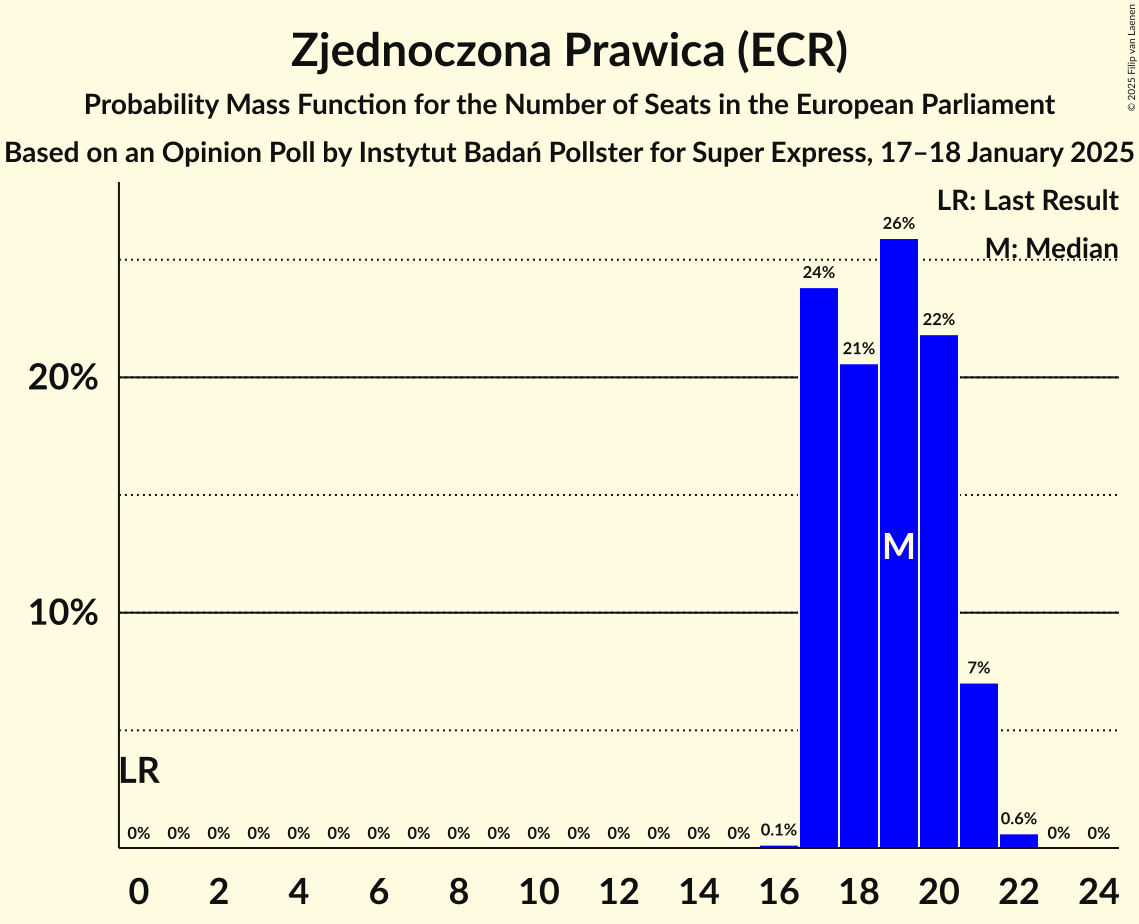 Zjednoczona Prawica (ECR)
Probability Mass Function for the Number of Seats in the European Parliament
Based on an Opinion Poll by Instytut Badań Pollster for Super Express, 17–18 January 2025
© 2025 Filip van Laenen
LR: Last Result
M: Median
26%
24%
22%
21%
20%
M
10%
7%
LR
0% 0% 0% 0% 0% 0% 0% 0% 0% 0% 0% 0% 0% 0% 0% 0% 0.1% 0.6% 0% 0%
0 2 4 6 8 10 12 14 16 18 20 22 24